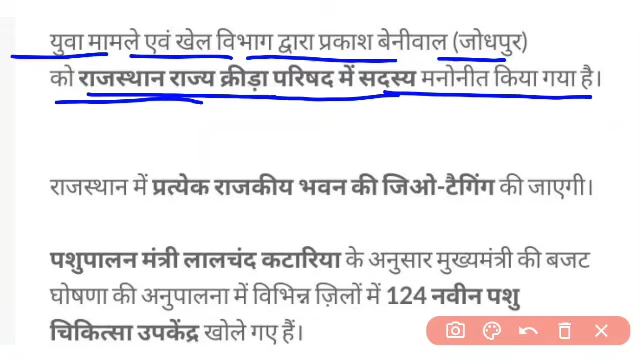 युवा मामले एवं खेल विभाग द्वारा प्रकाश बेनीवाल (जोधपुर)
को राजस्थान राज्य क्रीड़ा परिषद में सदस्य मनोनीत किया गया है।
राजस्थान में प्रत्येक राजकीय भवन की जिओ-टैगिंग की जाएगी।
पशुपालन मंत्री लालचंद कटारिया के अनुसार मुख्यमंत्री की बजट
घोषणा की अनुपालना में विभिन्न ज़िलों में 124 नवीन पशु
चिकित्सा उपकेंद्र खोले गए हैं।